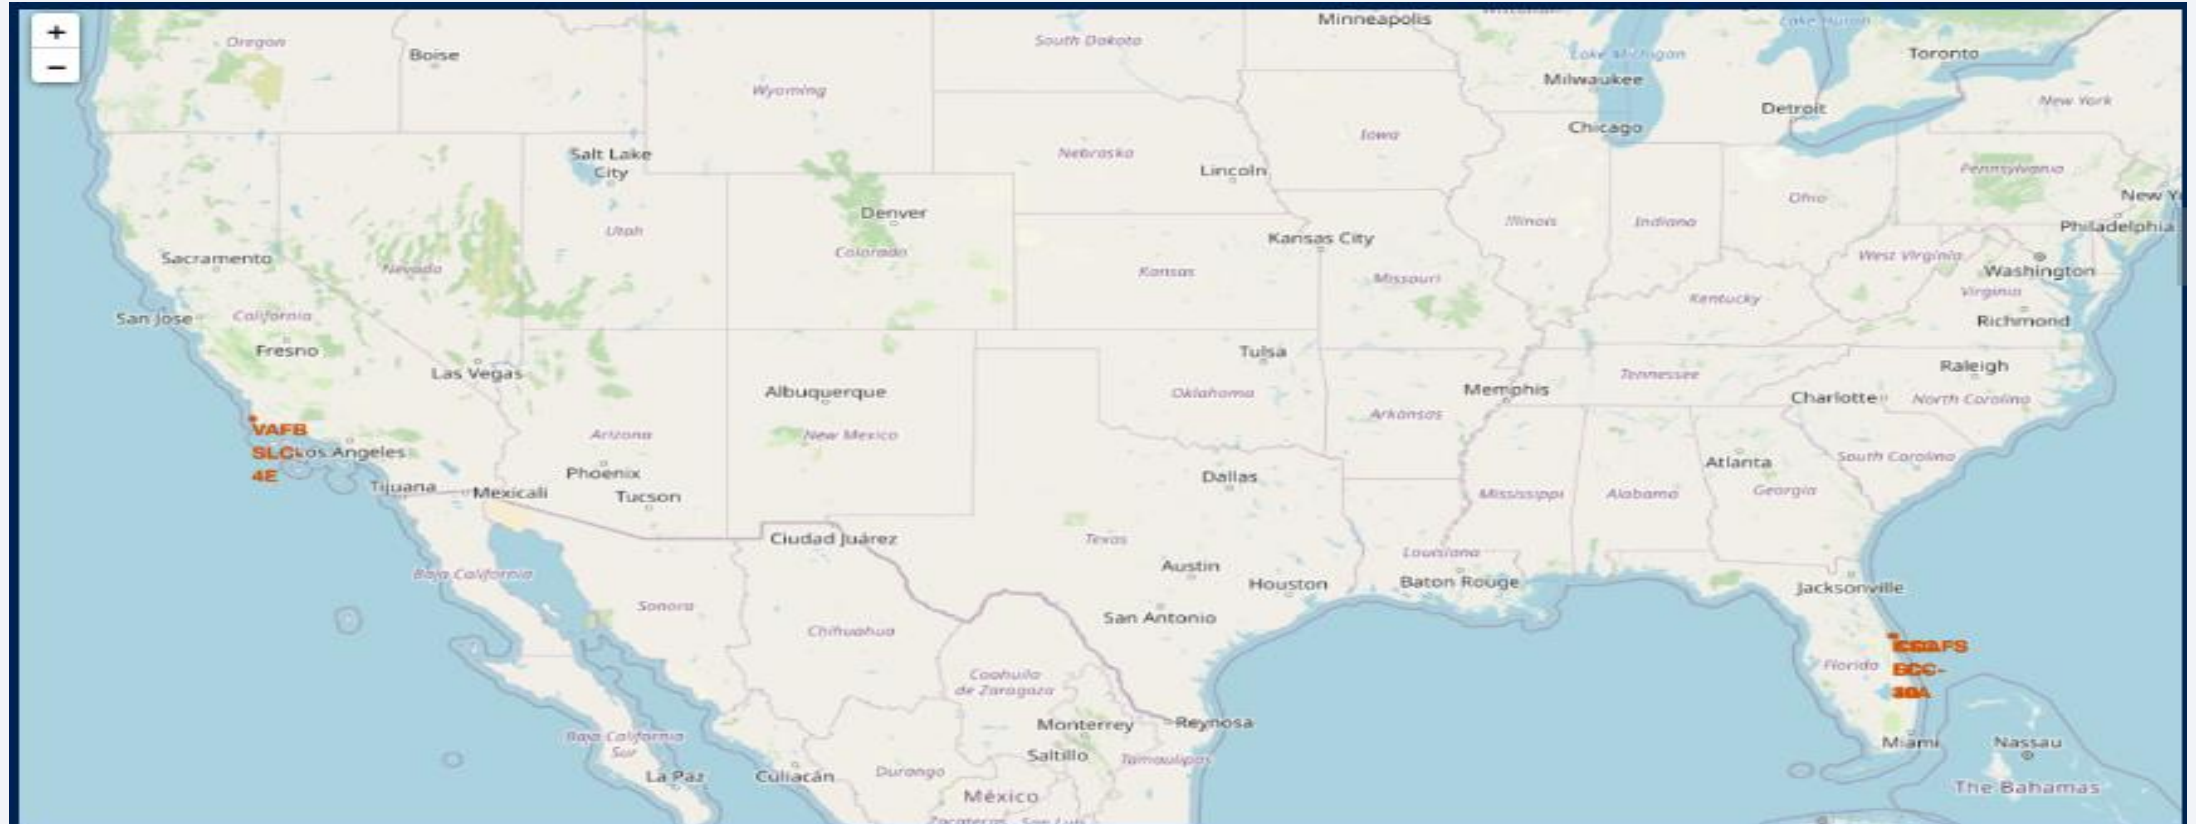 +
−
Minneapolis
Oregon
South Dakota
Lake Huron
Boise
Lake Michigan
Toronto
Milwaukee
Wyoming
New York
Detroit
Chicago
Iowa
Salt Lake
City
Nebraska
Lincoln
Pennsylvania
New Y
Denver
Ohio
Utah
Illinois
Indiana
Philadelphia
Kansas City
Colorado
Sacramento
Nevada
Kansas
Missouri
West Virginia
Washington
Virginia
Kentucky
San Jose
California
Richmond
Fresno
Tulsa
Las Vegas
Raleigh
Tennessee
Albuquerque
Oklahoma
Memphis
Charlotte
North Carolina
Arkansas
VAFB
Arizona
New Mexico
SLC-
Los Angeles
4E
Phoenix
Dallas
Atlanta
South Carolina
Tijuana
Mexicali
Tucson
Mississippi
Alabama
Georgia
Ciudad Juárez
Texas
Louisiana
Baja California
Austin
Houston
Baton Rouge
Jacksonville
Sonora
Chihuahua
San Antonio
Florida
Coahuila
de Zaragoza
Monterrey
Reynosa
Baja California
Sur
Saltillo
Tamaulipas
Miami
Nassau
La Paz
Culiacán
Durango
México
The Bahamas
Zacatecas
San Luis